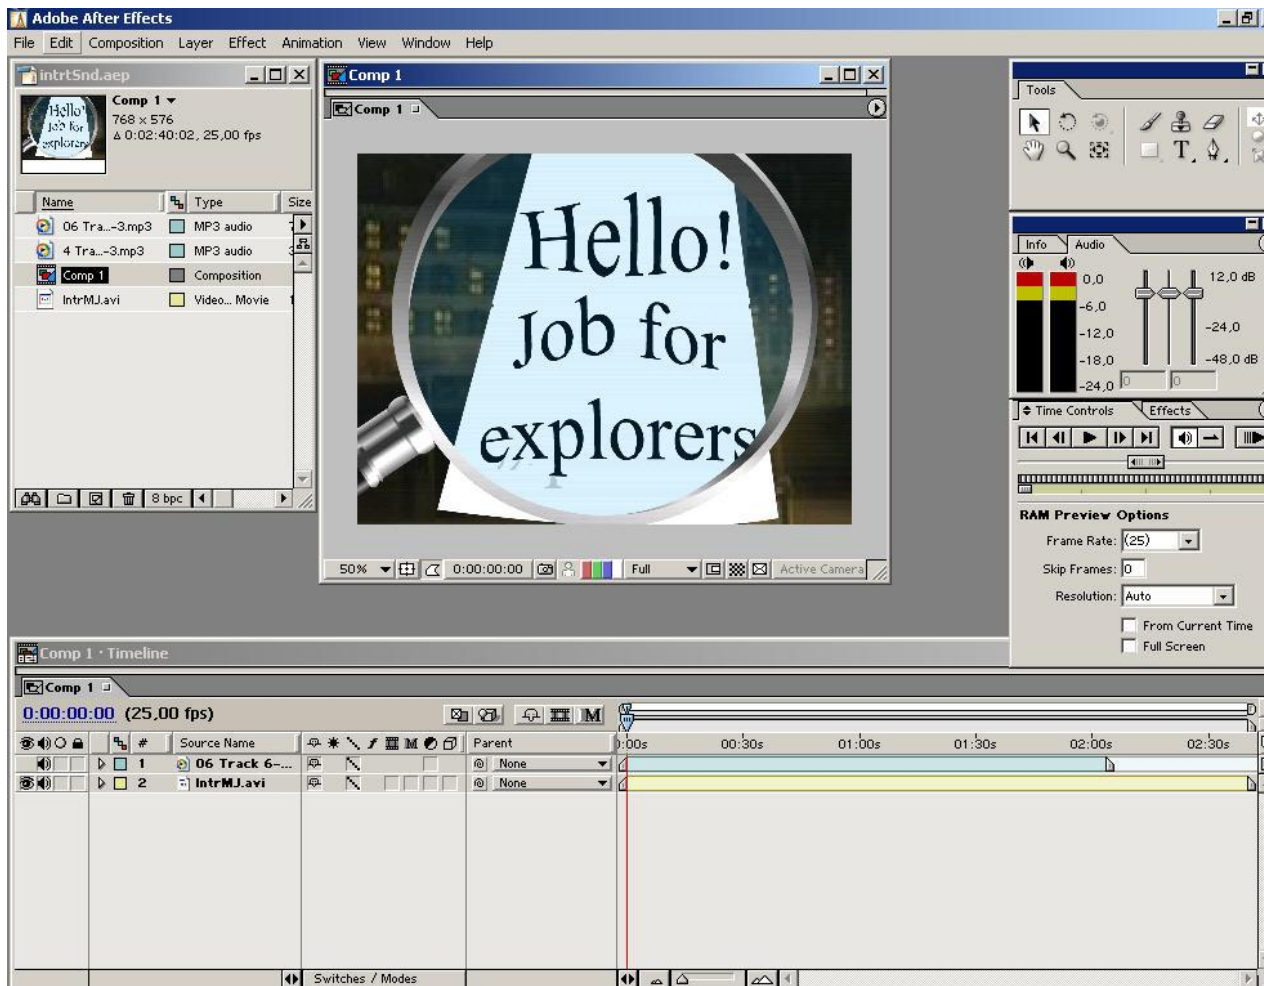 Adobe After Effects
File Edit Composition Layer Effect Animation View Window Help
intrtSnd.aep
Comp 1
768 x 576
Δ 0:02:40:02, 25,00 fps
Name Type Size
06 Tra...-3.mp3 MP3 audio
4 Tra...-3.mp3 MP3 audio
Comp 1 Composition
IntrMJ.avi Video... Movie
8 bpc
Comp 1
Comp 1
Hello!
Job for
explorers
50% 0:00:00:00 Full Active Camera
Tools
T
Info Audio
0,0 12,0 dB
-6,0
-12,0 -24,0
-18,0 -48,0 dB
-24,0 0 0
Time Controls Effects
RAM Preview Options
Frame Rate: (25)
Skip Frames: 0
Resolution: Auto
From Current Time
Full Screen
Comp 1 · Timeline
Comp 1
0:00:00:00 (25,00 fps) M
# Source Name M Parent 0:00s 00:30s 01:00s 01:30s 02:00s 02:30s
1 06 Track 6-... None
2 IntrMJ.avi None
Switches / Modes